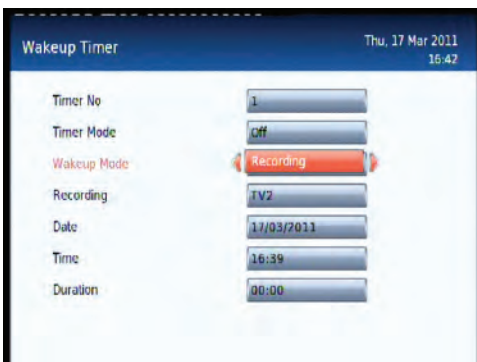 Wakeup Timer
Thu, 17 Mar 2011
16:42
Timer No 1
Timer Mode Off
Wakeup Mode Recording
Recording TV2
Date 17/03/2011
Time 16:39
Duration 00:00